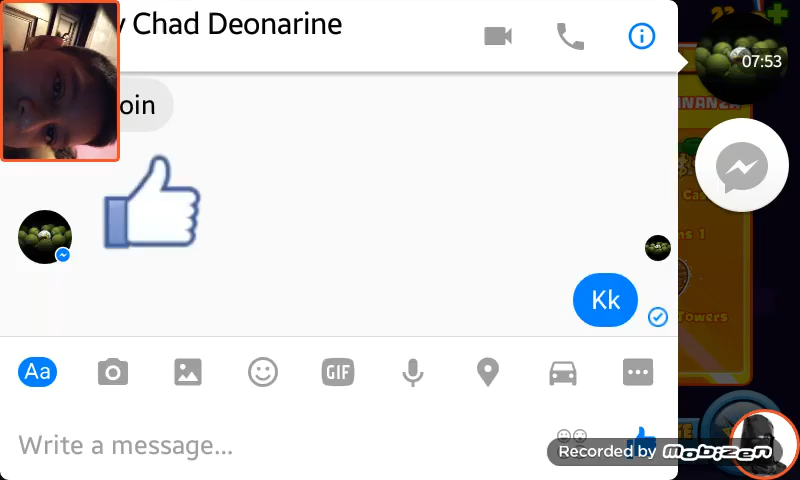 y Chad Deonarine
07:53
oin
Kk
Aa
GIF
Write a message...
Recorded by Mobizen